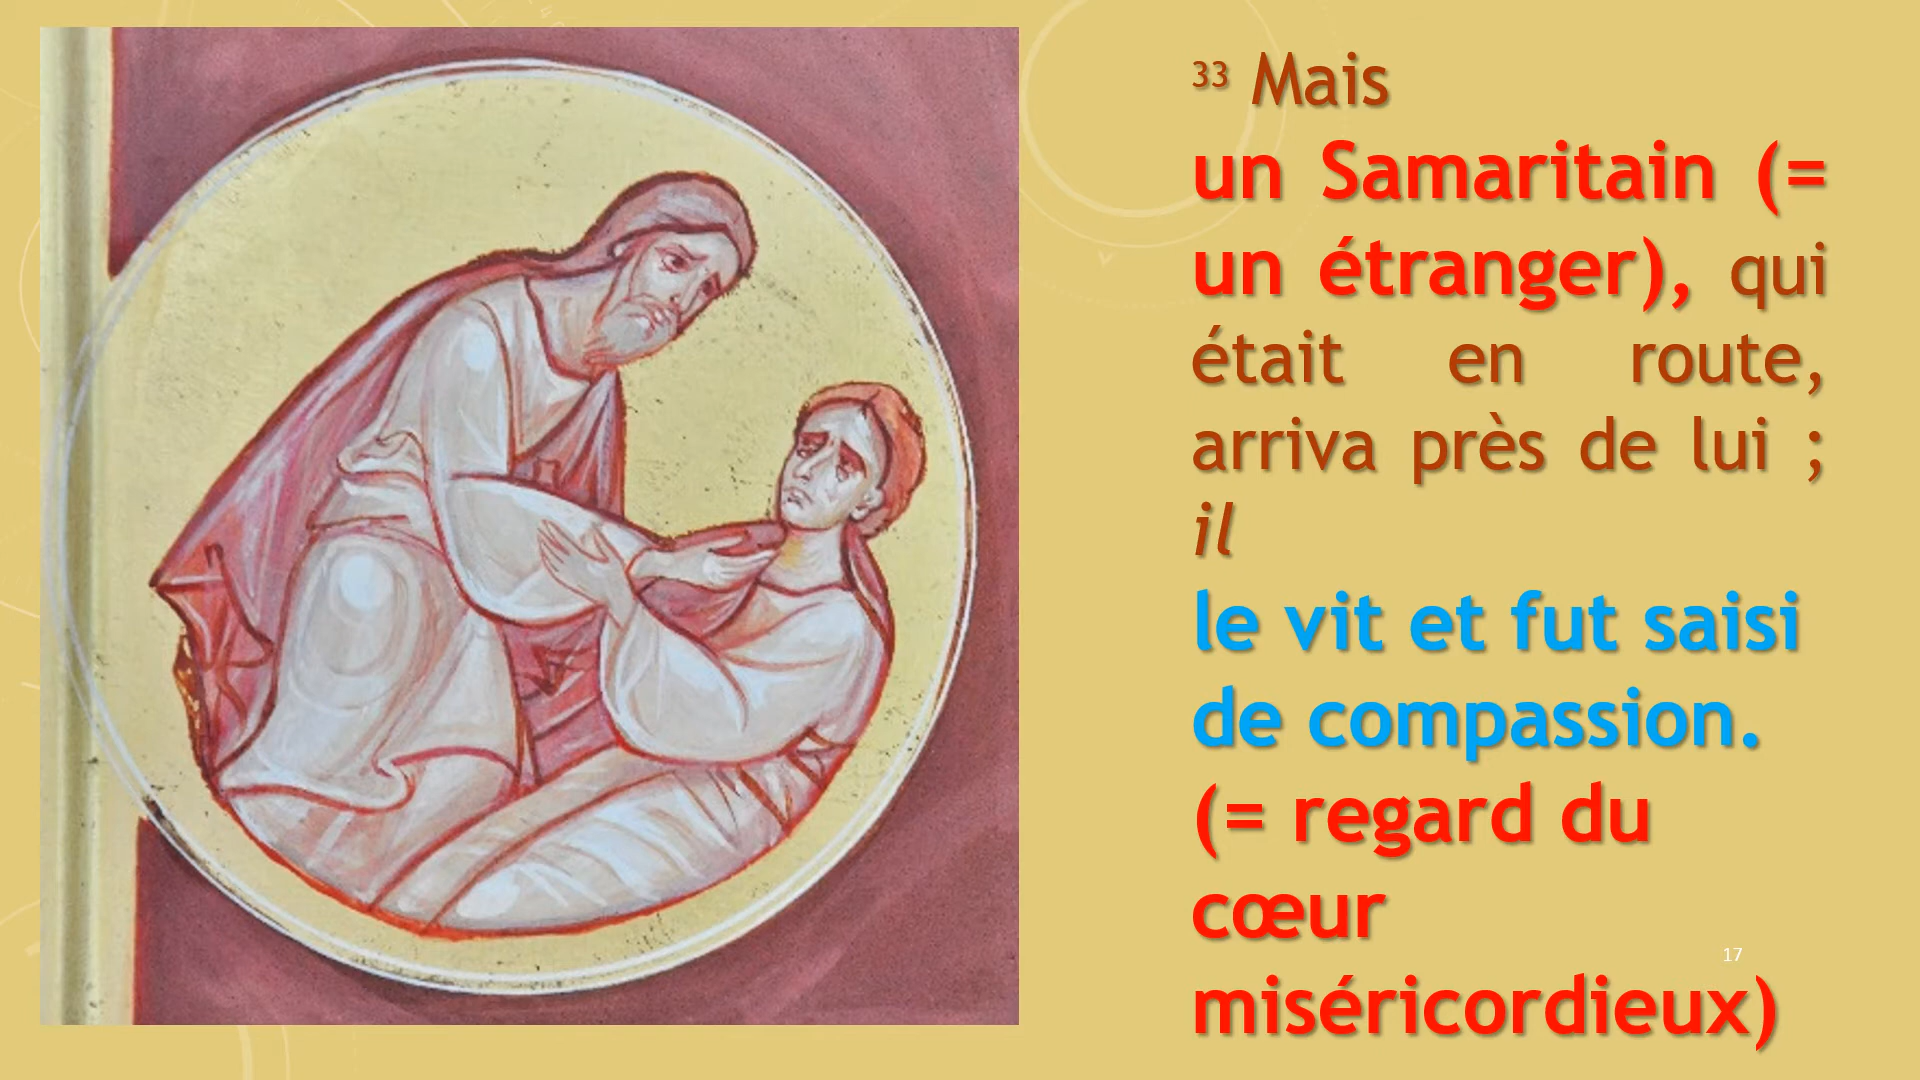 ³³ Mais
un Samaritain (=
un étranger), qui
était en route,
arriva près de lui ;
il
le vit et fut saisi
de compassion.
(= regard du
cœur
miséricordieux)
17